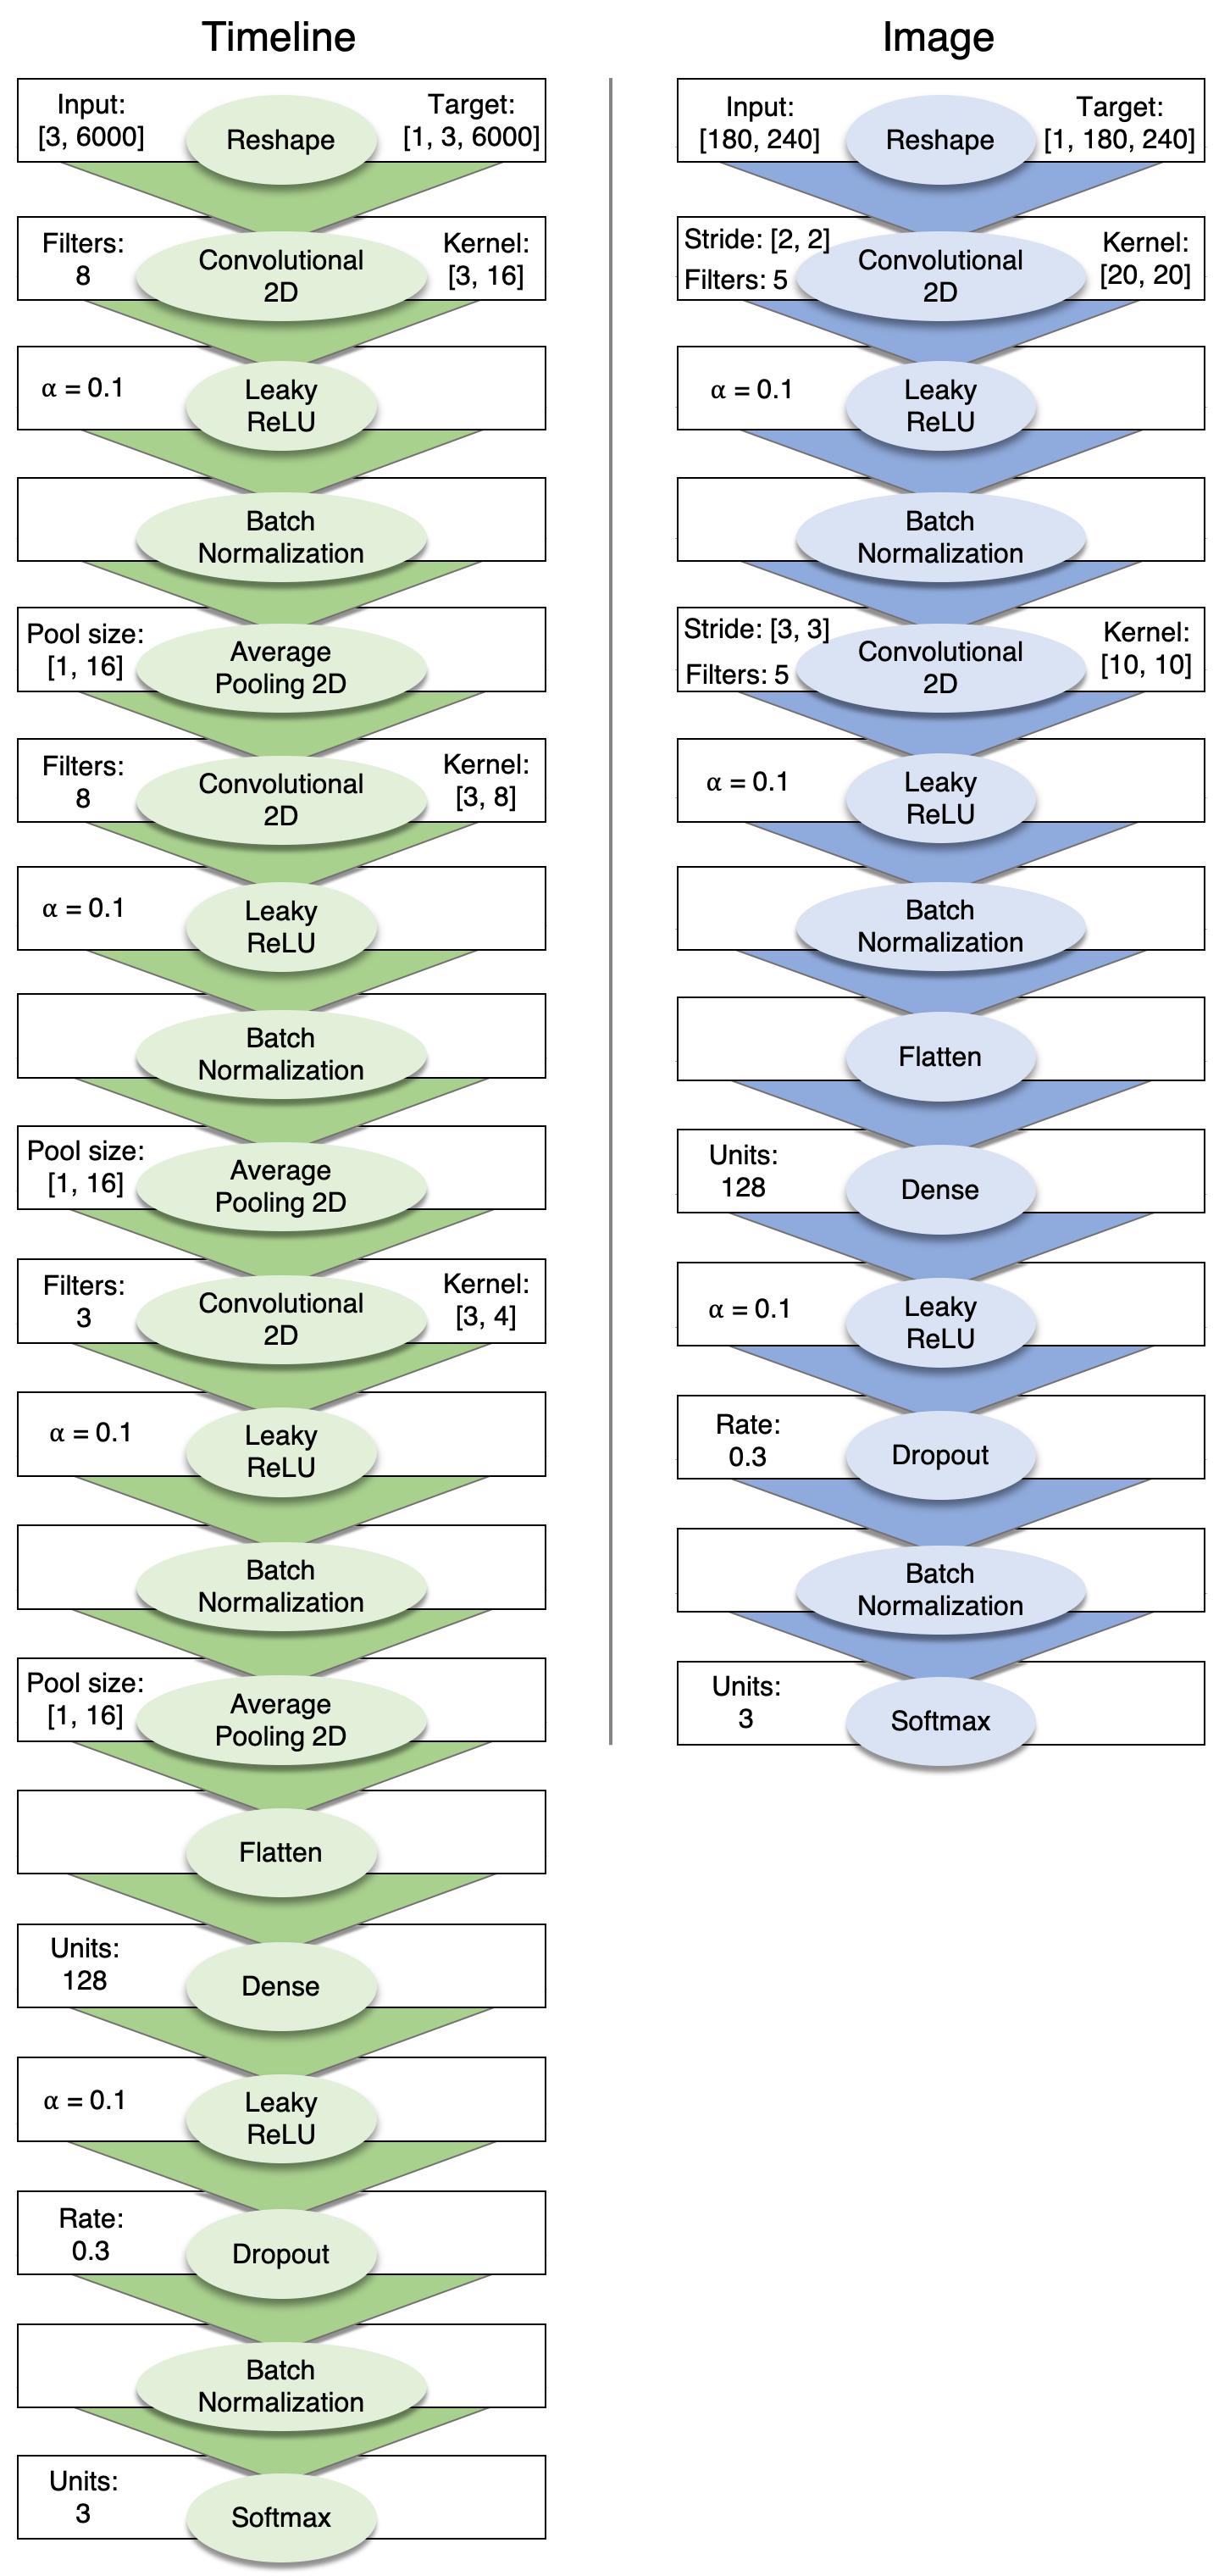 Timeline
Input:
[3, 6000]
Reshape
Target:
[1, 3, 6000]
Filters:
8
Convolutional
2D
Kernel:
[3, 16]
α = 0.1
Leaky
ReLU
Batch
Normalization
Pool size:
[1, 16]
Average
Pooling 2D
Filters:
8
Convolutional
2D
Kernel:
[3, 8]
α = 0.1
Leaky
ReLU
Batch
Normalization
Pool size:
[1, 16]
Average
Pooling 2D
Filters:
3
Convolutional
2D
Kernel:
[3, 4]
α = 0.1
Leaky
ReLU
Batch
Normalization
Pool size:
[1, 16]
Average
Pooling 2D
Flatten
Units:
128
Dense
α = 0.1
Leaky
ReLU
Rate:
0.3
Dropout
Batch
Normalization
Units:
3
Softmax
Image
Input:
[180, 240]
Reshape
Target:
[1, 180, 240]
Stride: [2, 2]
Filters: 5
Convolutional
2D
Kernel:
[20, 20]
α = 0.1
Leaky
ReLU
Batch
Normalization
Stride: [3, 3]
Filters: 5
Convolutional
2D
Kernel:
[10, 10]
α = 0.1
Leaky
ReLU
Batch
Normalization
Flatten
Units:
128
Dense
α = 0.1
Leaky
ReLU
Rate:
0.3
Dropout
Batch
Normalization
Units:
3
Softmax